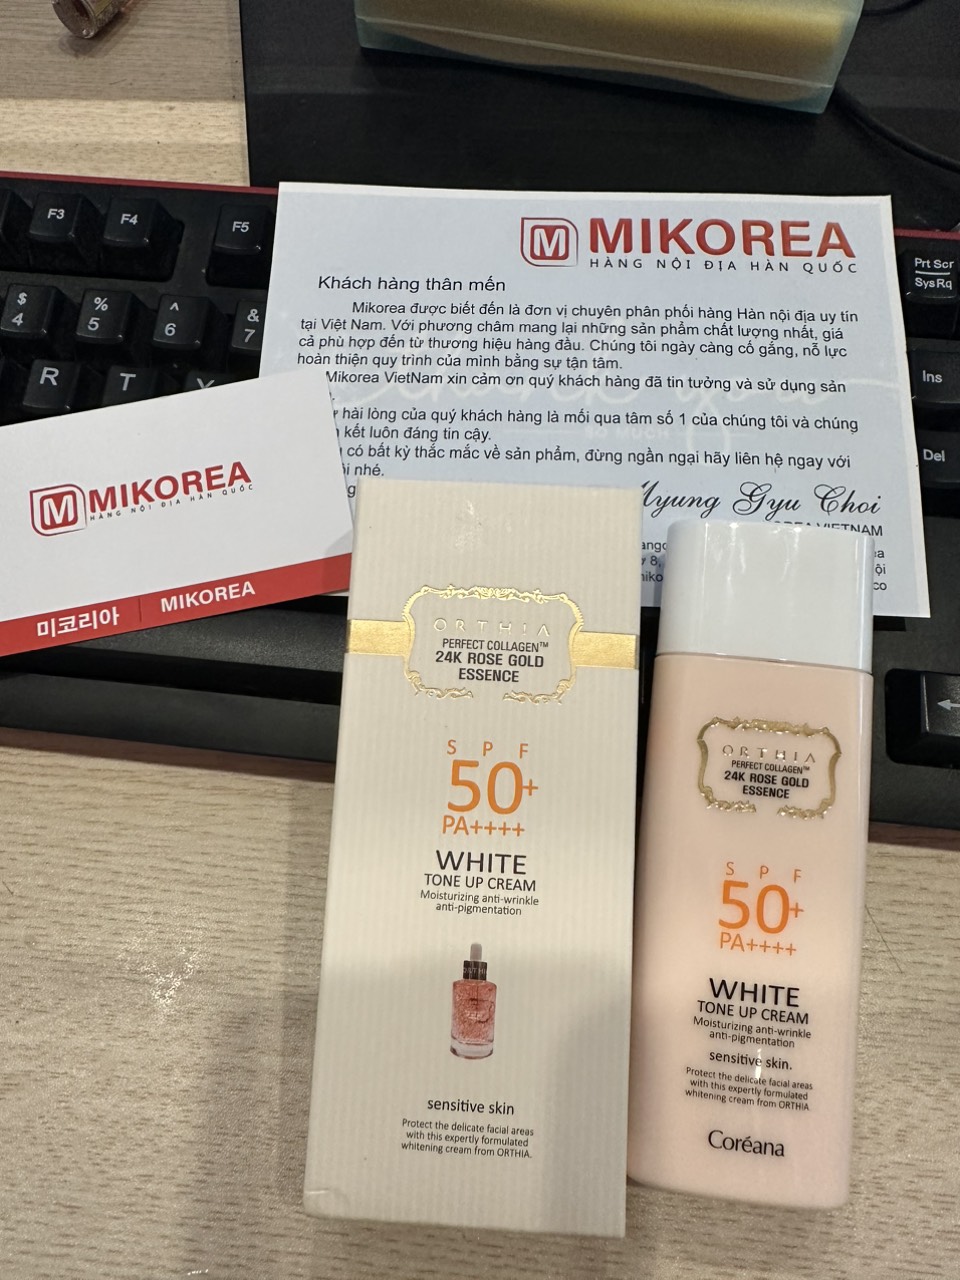 F3
F4
F5
$
4
%
5
^
6
&
7
R
T
Y
Prt Scr
SysRq
Ins
Del
M MIKOREA
HÀNG NỘI ĐỊA HÀN QUỐC
Khách hàng thân mến
Mikorea được biết đến là đơn vị chuyên phân phối hàng Hàn nội địa uy tín
tại Việt Nam. Với phương châm mang lại những sản phẩm chất lượng nhất, giá
cả phù hợp đến từ thương hiệu hàng đầu. Chúng tôi ngày càng cố gắng, nỗ lực
hoàn thiện quy trình của mình bằng sự tận tâm.
Mikorea VietNam xin cảm ơn quý khách hàng đã tin tưởng và sử dụng sản
hài lòng của quý khách hàng là mối qua tâm số 1 của chúng tôi và chúng
kết luôn đáng tin cậy.
có bất kỳ thắc mắc về sản phẩm, đừng ngần ngại hãy liên hệ ngay với
nhé.
Myung Gyu Choi
VIETNAM
8,
M MIKOREA
HÀNG NỘI ĐỊA HÀN QUỐC
미코리아 MIKOREA
ORTHIA
PERFECT COLLAGEN™
24K ROSE GOLD
ESSENCE
SPF
50+
PA++++
WHITE
TONE UP CREAM
Moisturizing anti-wrinkle
anti-pigmentation
sensitive skin
Protect the delicate facial areas
with this expertly formulated
whitening cream from ORTHIA.
ORTHIA
PERFECT COLLAGEN™
24K ROSE GOLD
ESSENCE
SPF
50+
PA++++
WHITE
TONE UP CREAM
Moisturizing anti-wrinkle
anti-pigmentation
sensitive skin.
Protect the delicate facial areas
with this expertly formulated
whitening cream from ORTHIA
Coréana